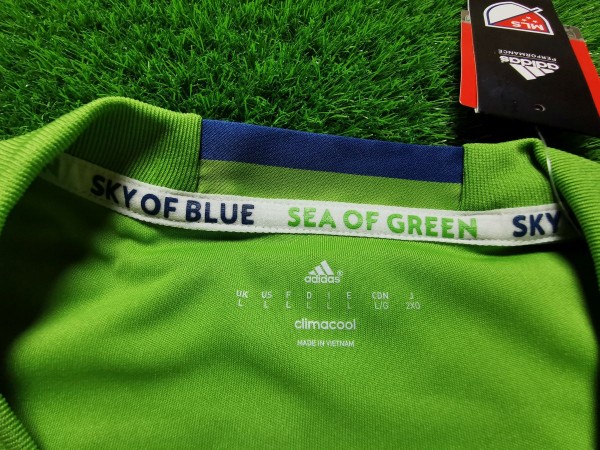 MLS
adidas
PERFORMANCE
SKY OF BLUE SEA OF GREEN SKY
adidas
UK US F D I E CDN J
L L L L L L L/G 2XO
climacool
MADE IN VIETNAM